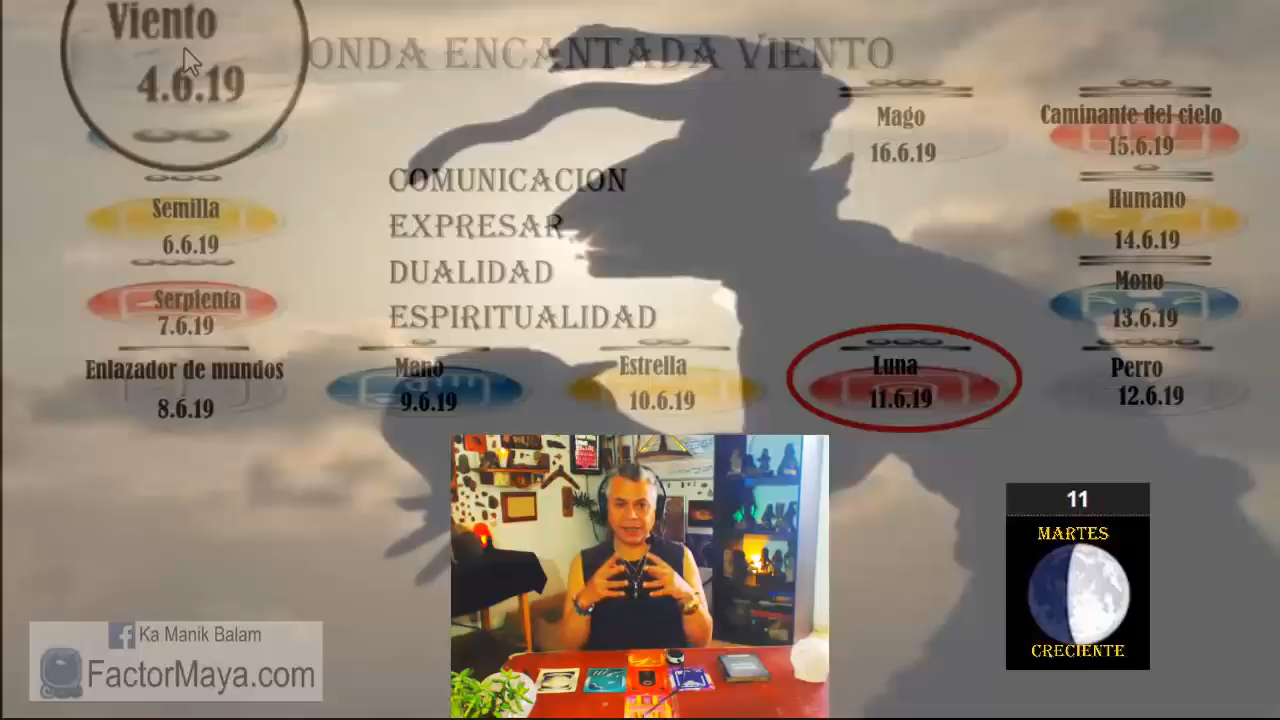 Viento
4.6.19
ONDA ENCANTADA VIENTO
COMUNICACION
EXPRESAR
DUALIDAD
ESPIRITUALIDAD
Semilla
6.6.19
Serpienta
7.6.19
Enlazador de mundos
8.6.19
Mano
9.6.19
Estrella
10.6.19
Luna
11.6.19
Perro
12.6.19
Mono
13.6.19
Humano
14.6.19
Caminante del cielo
15.6.19
Mago
16.6.19
11
MARTES
CRECIENTE
Ka Manik Balam
FactorMaya.com